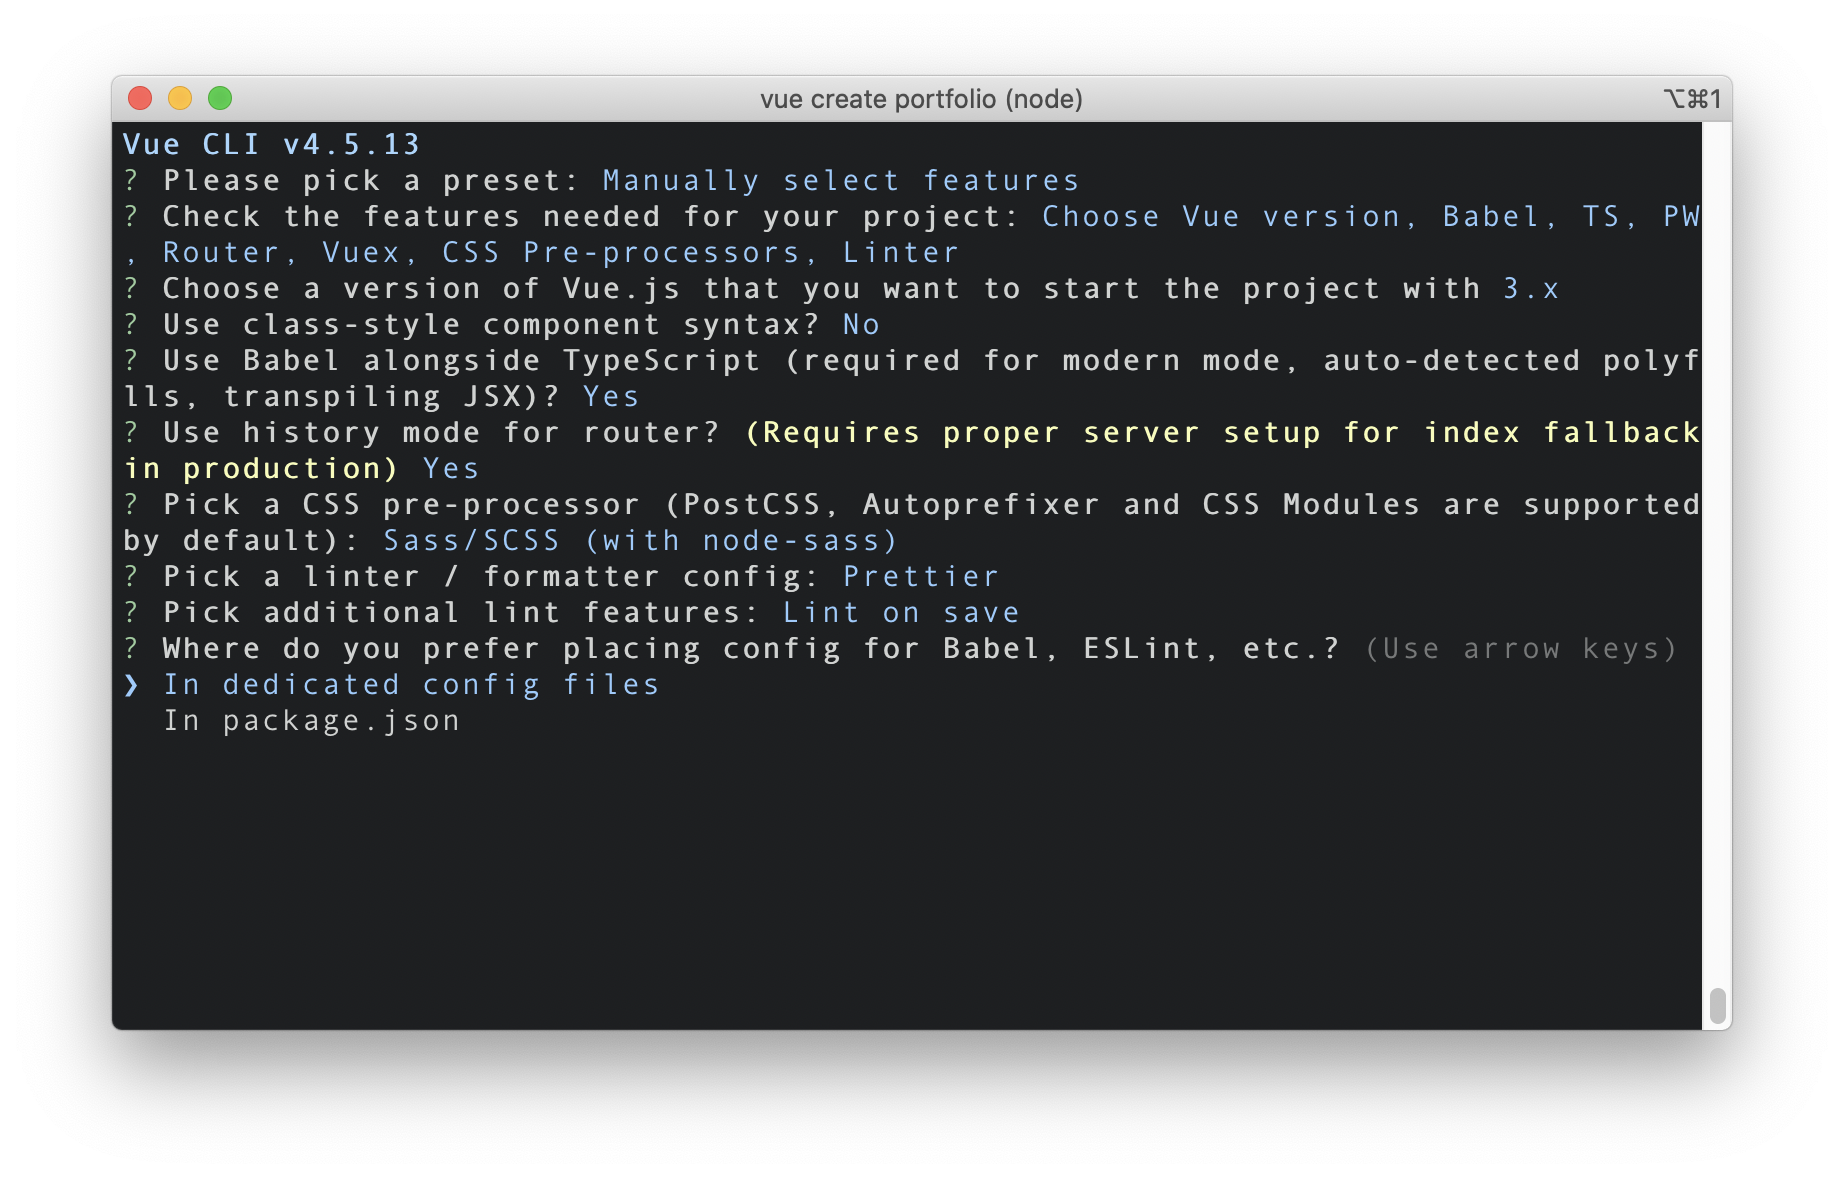 vue create portfolio (node)
⌥⌘1
Vue CLI v4.5.13
? Please pick a preset: Manually select features
? Check the features needed for your project: Choose Vue version, Babel, TS, PW
, Router, Vuex, CSS Pre-processors, Linter
? Choose a version of Vue.js that you want to start the project with 3.x
? Use class-style component syntax? No
? Use Babel alongside TypeScript (required for modern mode, auto-detected polyf
lls, transpiling JSX)? Yes
? Use history mode for router? (Requires proper server setup for index fallback
in production) Yes
? Pick a CSS pre-processor (PostCSS, Autoprefixer and CSS Modules are supported
by default): Sass/SCSS (with node-sass)
? Pick a linter / formatter config: Prettier
? Pick additional lint features: Lint on save
? Where do you prefer placing config for Babel, ESLint, etc.? (Use arrow keys)
❯ In dedicated config files
In package.json